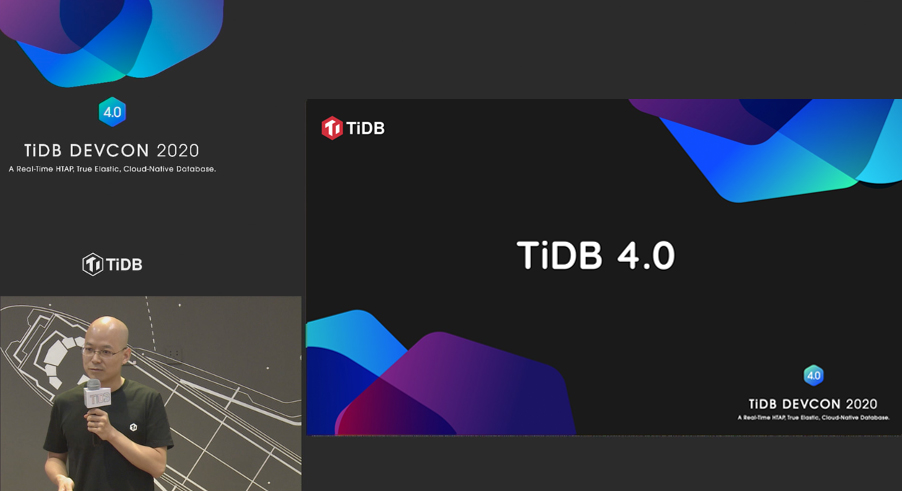 4.0
TiDB DEVCON 2020
A Real-Time HTAP, True Elastic, Cloud-Native Database.
TiDB
TiDB
TiDB 4.0
4.0
TiDB DEVCON 2020
A Real-Time HTAP, True Elastic, Cloud-Native Database.